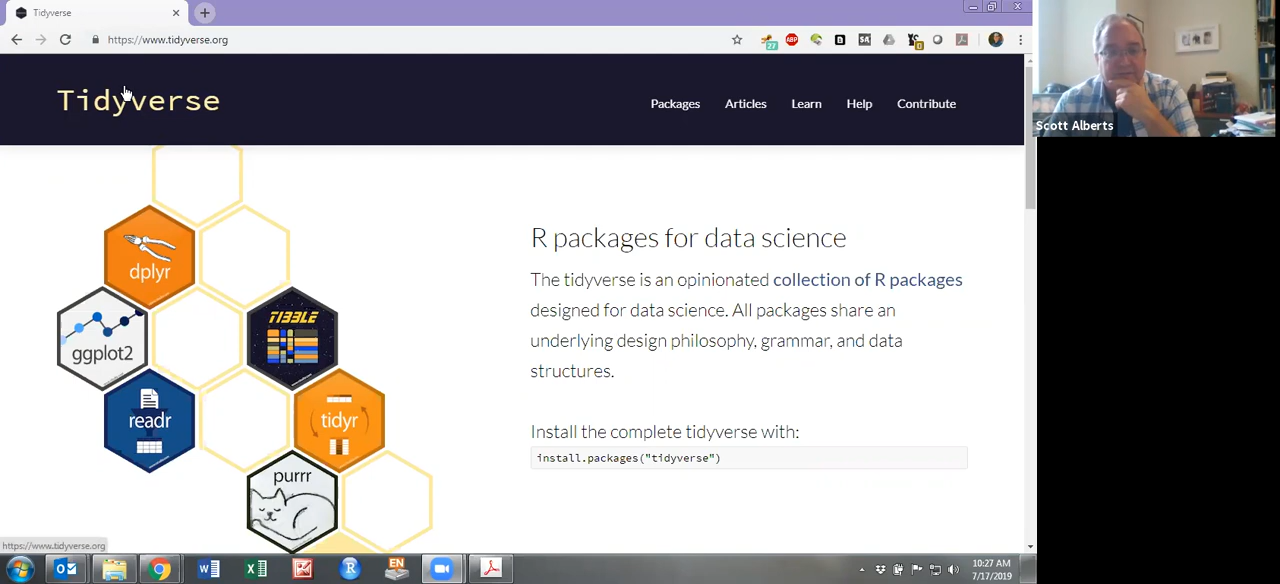 Tidyverse
https://www.tidyverse.org
27
ABP
Tidyverse
Packages
Articles
Learn
Help
Contribute
Scott Alberts
dplyr
ggplot2
TIBBLE
readr
tidyr
purrr
R packages for data science
The tidyverse is an opinionated collection of R packages
designed for data science. All packages share an
underlying design philosophy, grammar, and data
structures.
Install the complete tidyverse with:
install.packages("tidyverse")
https://www.tidyverse.org
EN
10:27 AM
7/17/2019